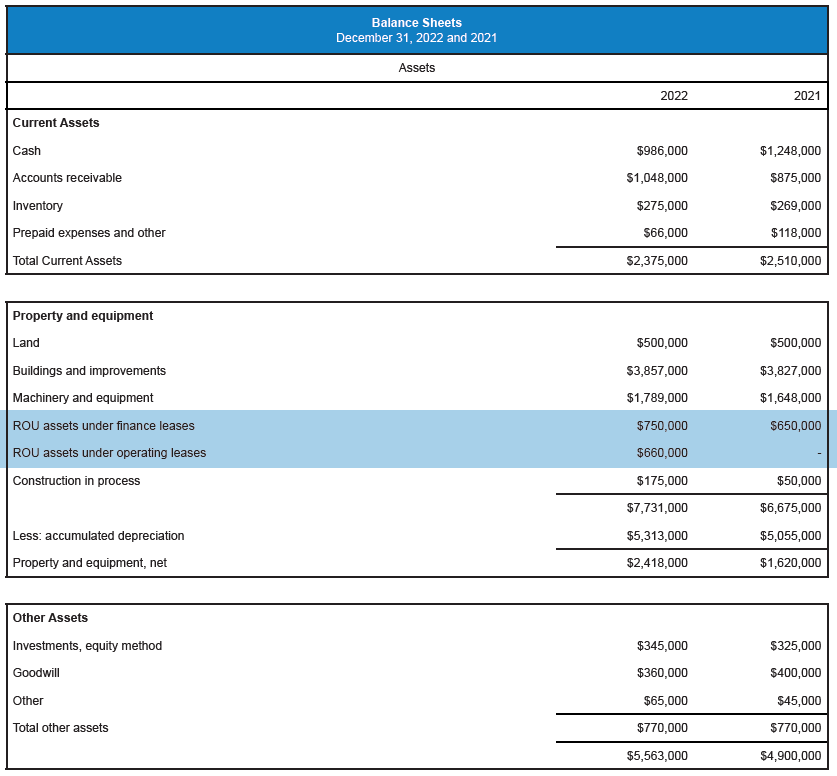 Balance Sheets
December 31, 2022 and 2021
Assets
2022 2021
Current Assets
Cash $986,000 $1,248,000
Accounts receivable $1,048,000 $875,000
Inventory $275,000 $269,000
Prepaid expenses and other $66,000 $118,000
Total Current Assets $2,375,000 $2,510,000
Property and equipment
Land $500,000 $500,000
Buildings and improvements $3,857,000 $3,827,000
Machinery and equipment $1,789,000 $1,648,000
ROU assets under finance leases $750,000 $650,000
ROU assets under operating leases $660,000 -
Construction in process $175,000 $50,000
$7,731,000 $6,675,000
Less: accumulated depreciation $5,313,000 $5,055,000
Property and equipment, net $2,418,000 $1,620,000
Other Assets
Investments, equity method $345,000 $325,000
Goodwill $360,000 $400,000
Other $65,000 $45,000
Total other assets $770,000 $770,000
$5,563,000 $4,900,000